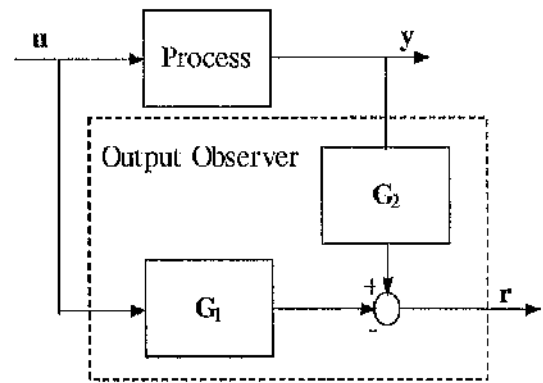 u
Process
y
Output Observer
G₂
G₁
+
-
r